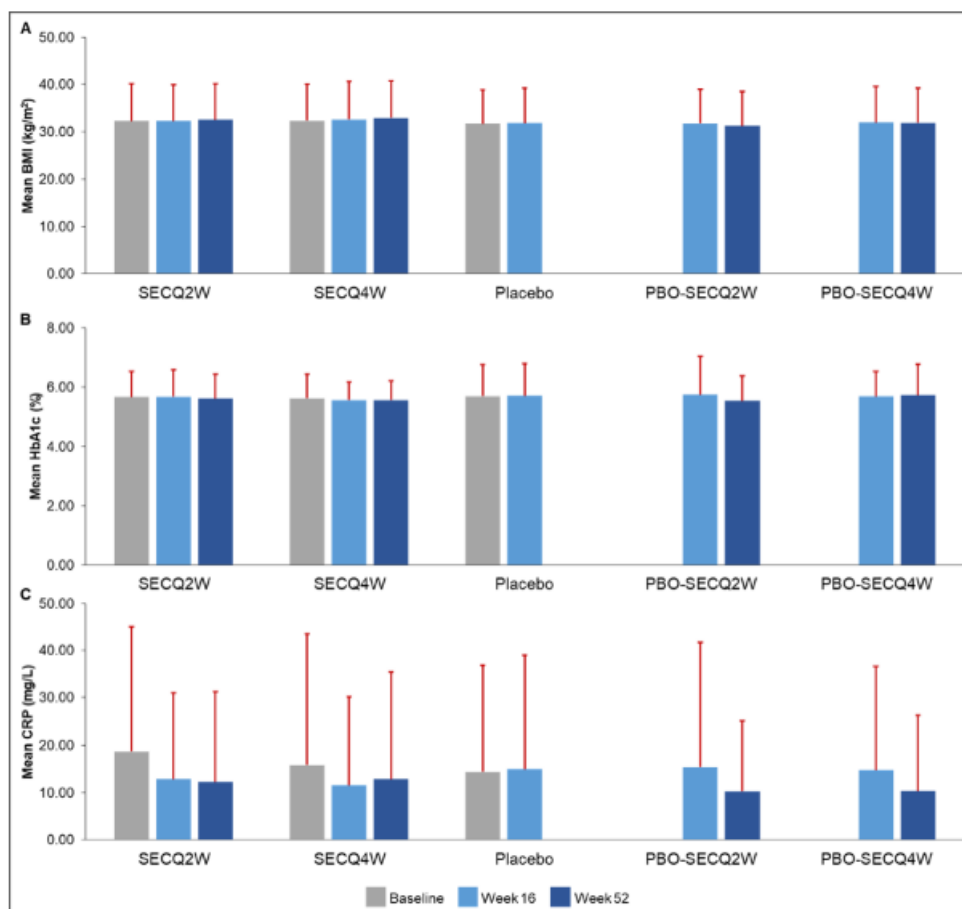 A
Mean BMI (kg/m²)
50.00
40.00
30.00
20.00
10.00
0.00
SECQ2W
SECQ4W
Placebo
PBO-SECQ2W
PBO-SECQ4W
B
Mean HbA1c (%)
8.00
6.00
4.00
2.00
0.00
SECQ2W
SECQ4W
Placebo
PBO-SECQ2W
PBO-SECQ4W
C
Mean CRP (mg/L)
50.00
40.00
30.00
20.00
10.00
0.00
SECQ2W
SECQ4W
Placebo
PBO-SECQ2W
PBO-SECQ4W
Baseline
Week 16
Week 52